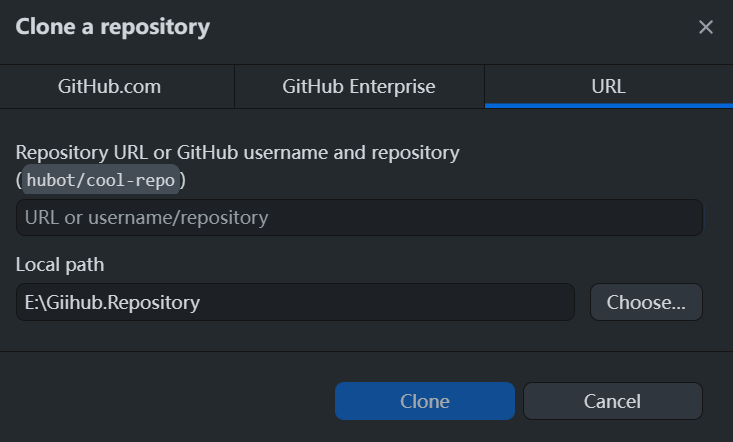 Clone a repository
GitHub.com
GitHub Enterprise
URL
Repository URL or GitHub username and repository
(hubot/cool-repo)
URL or username/repository
Local path
E:\Giihub.Repository
Choose...
Clone
Cancel